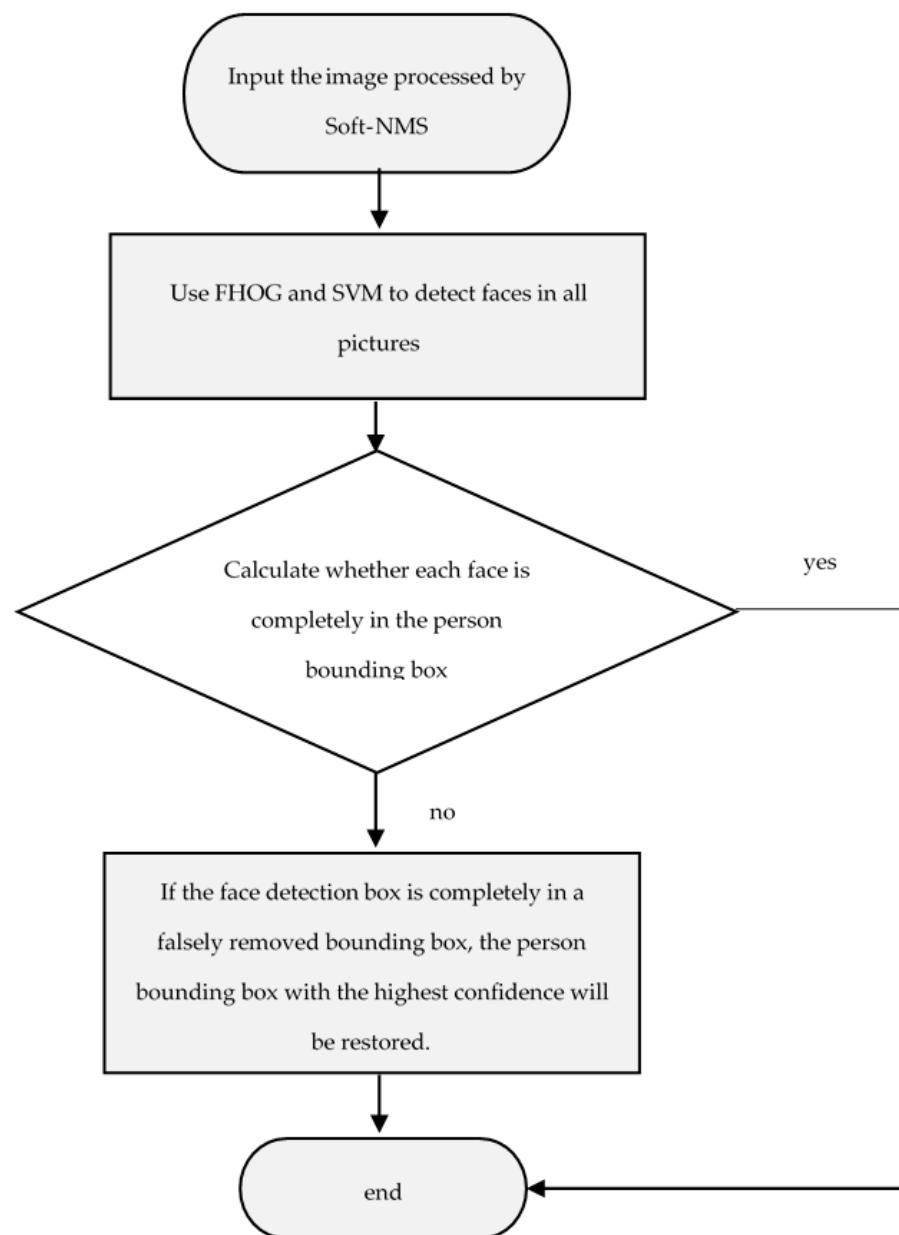 Input the image processed by
Soft-NMS
Use FHOG and SVM to detect faces in all
pictures
Calculate whether each face is
completely in the person
bounding box
yes
no
If the face detection box is completely in a
falsely removed bounding box, the person
bounding box with the highest confidence will
be restored.
end